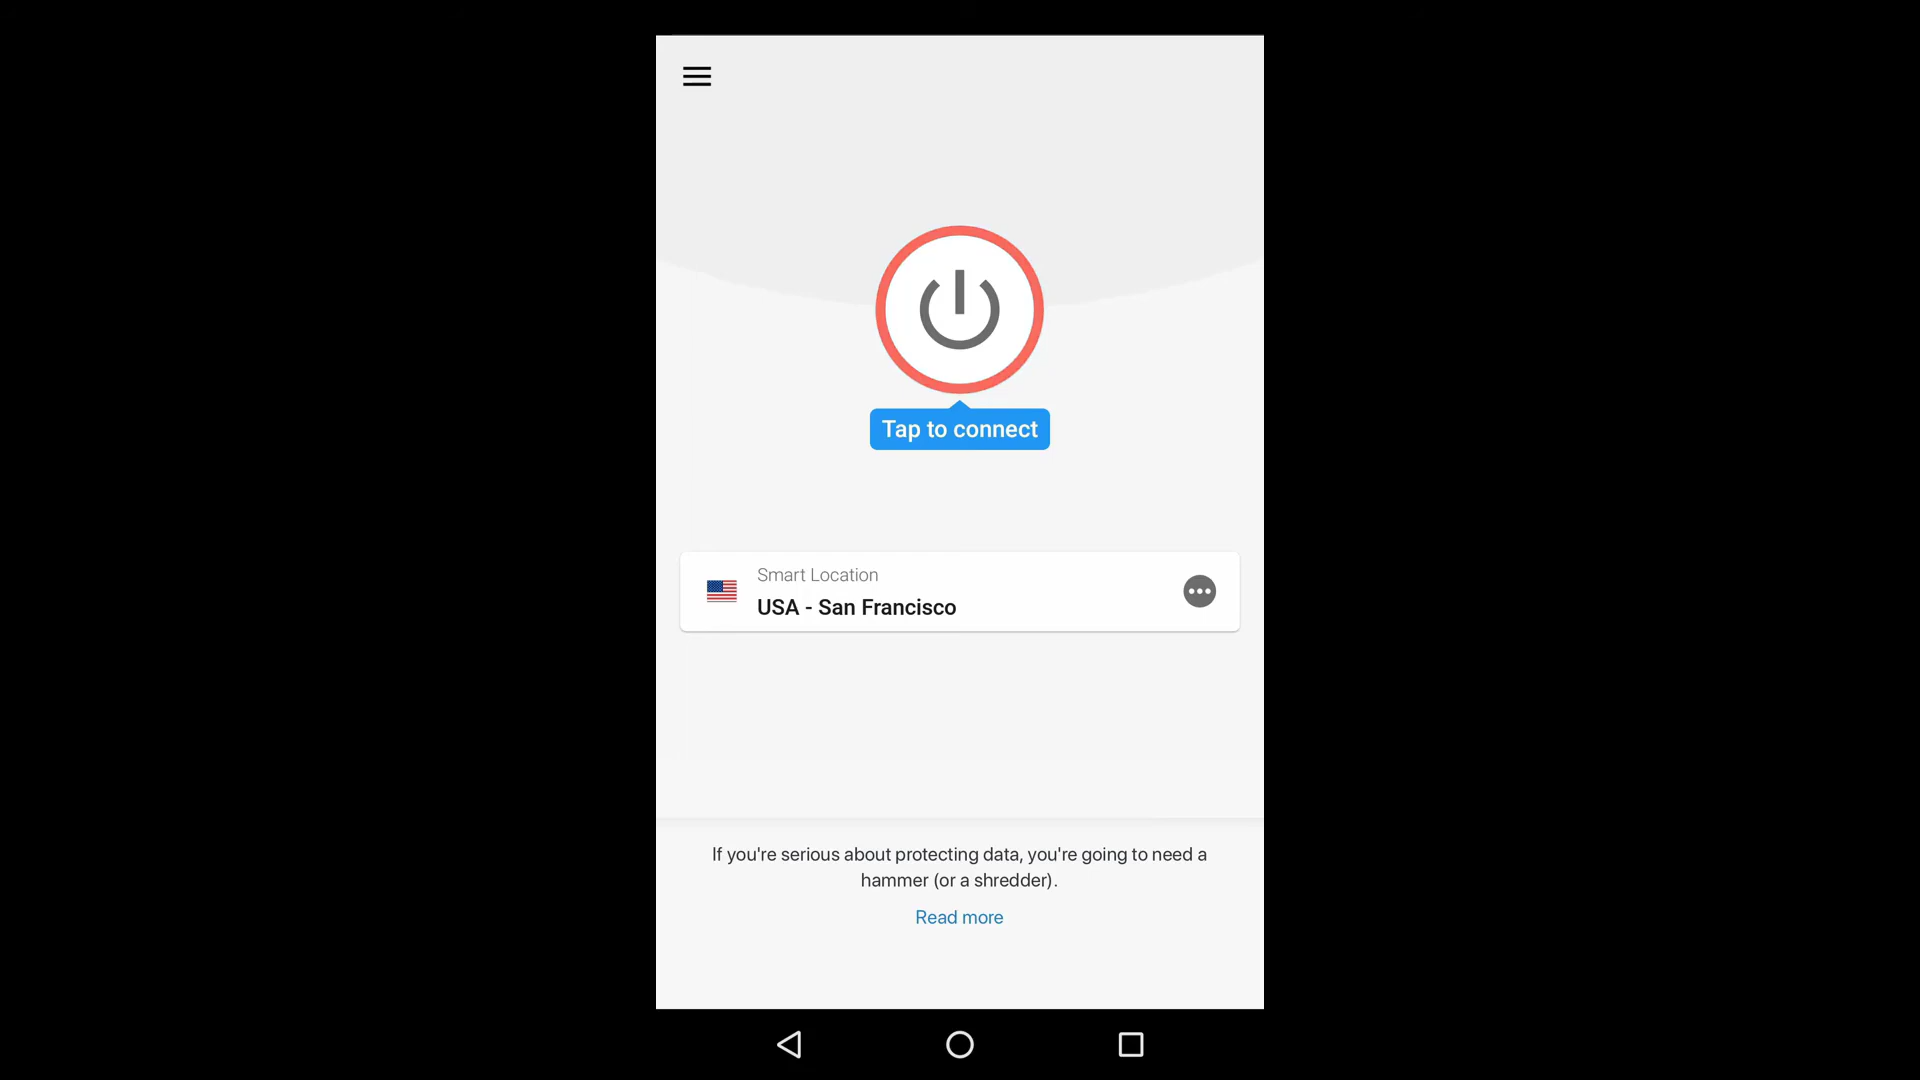 Tap to connect
Smart Location
USA - San Francisco
If you're serious about protecting data, you're going to need a
hammer (or a shredder).
Read more